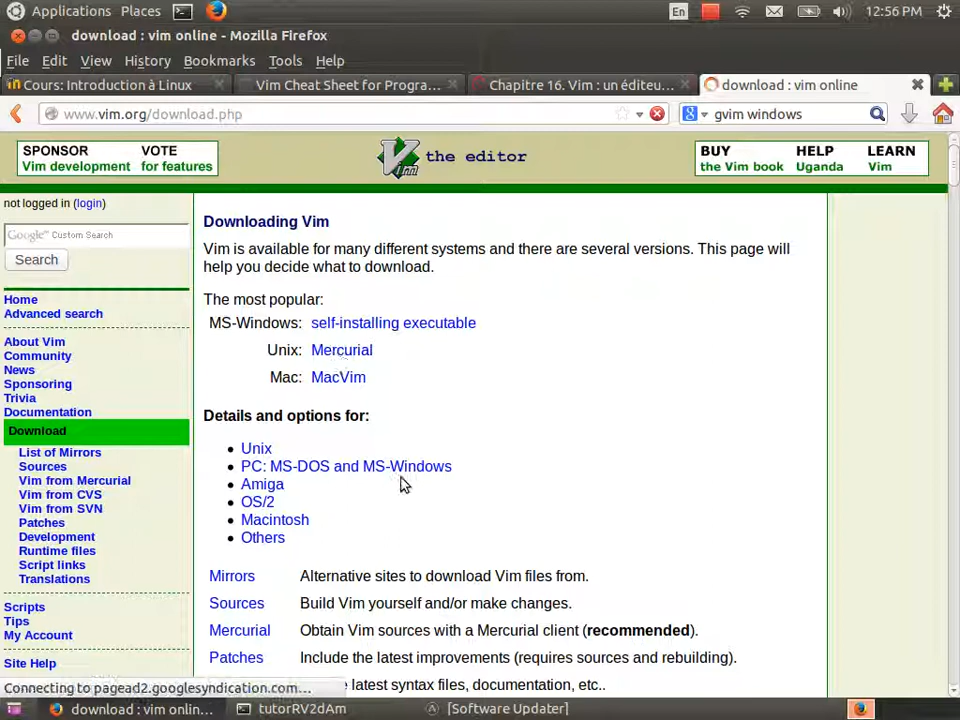 Applications Places En 12:56 PM
download : vim online - Mozilla Firefox
File Edit View History Bookmarks Tools Help
Cours: Introduction à Linux Vim Cheat Sheet for Progra... Chapitre 16. Vim : un éditeu... download : vim online
www.vim.org/download.php gvim windows
SPONSOR VOTE the editor BUY HELP LEARN
Vim development for features the Vim book Uganda Vim
not logged in (login)
Google Custom Search
Search
Home
Advanced search
About Vim
Community
News
Sponsoring
Trivia
Documentation
Download
List of Mirrors
Sources
Vim from Mercurial
Vim from CVS
Vim from SVN
Patches
Development
Runtime files
Script links
Translations
Scripts
Tips
My Account
Site Help
Downloading Vim
Vim is available for many different systems and there are several versions. This page will
help you decide what to download.
The most popular:
MS-Windows: self-installing executable
Unix: Mercurial
Mac: MacVim
Details and options for:
Unix
PC: MS-DOS and MS-Windows
Amiga
OS/2
Macintosh
Others
Mirrors Alternative sites to download Vim files from.
Sources Build Vim yourself and/or make changes.
Mercurial Obtain Vim sources with a Mercurial client (recommended).
Patches Include the latest improvements (requires sources and rebuilding).
latest syntax files, documentation, etc..
Connecting to pagead2.googlesyndication.com...
download : vim onlin... tutorRV2dAm [Software Updater]